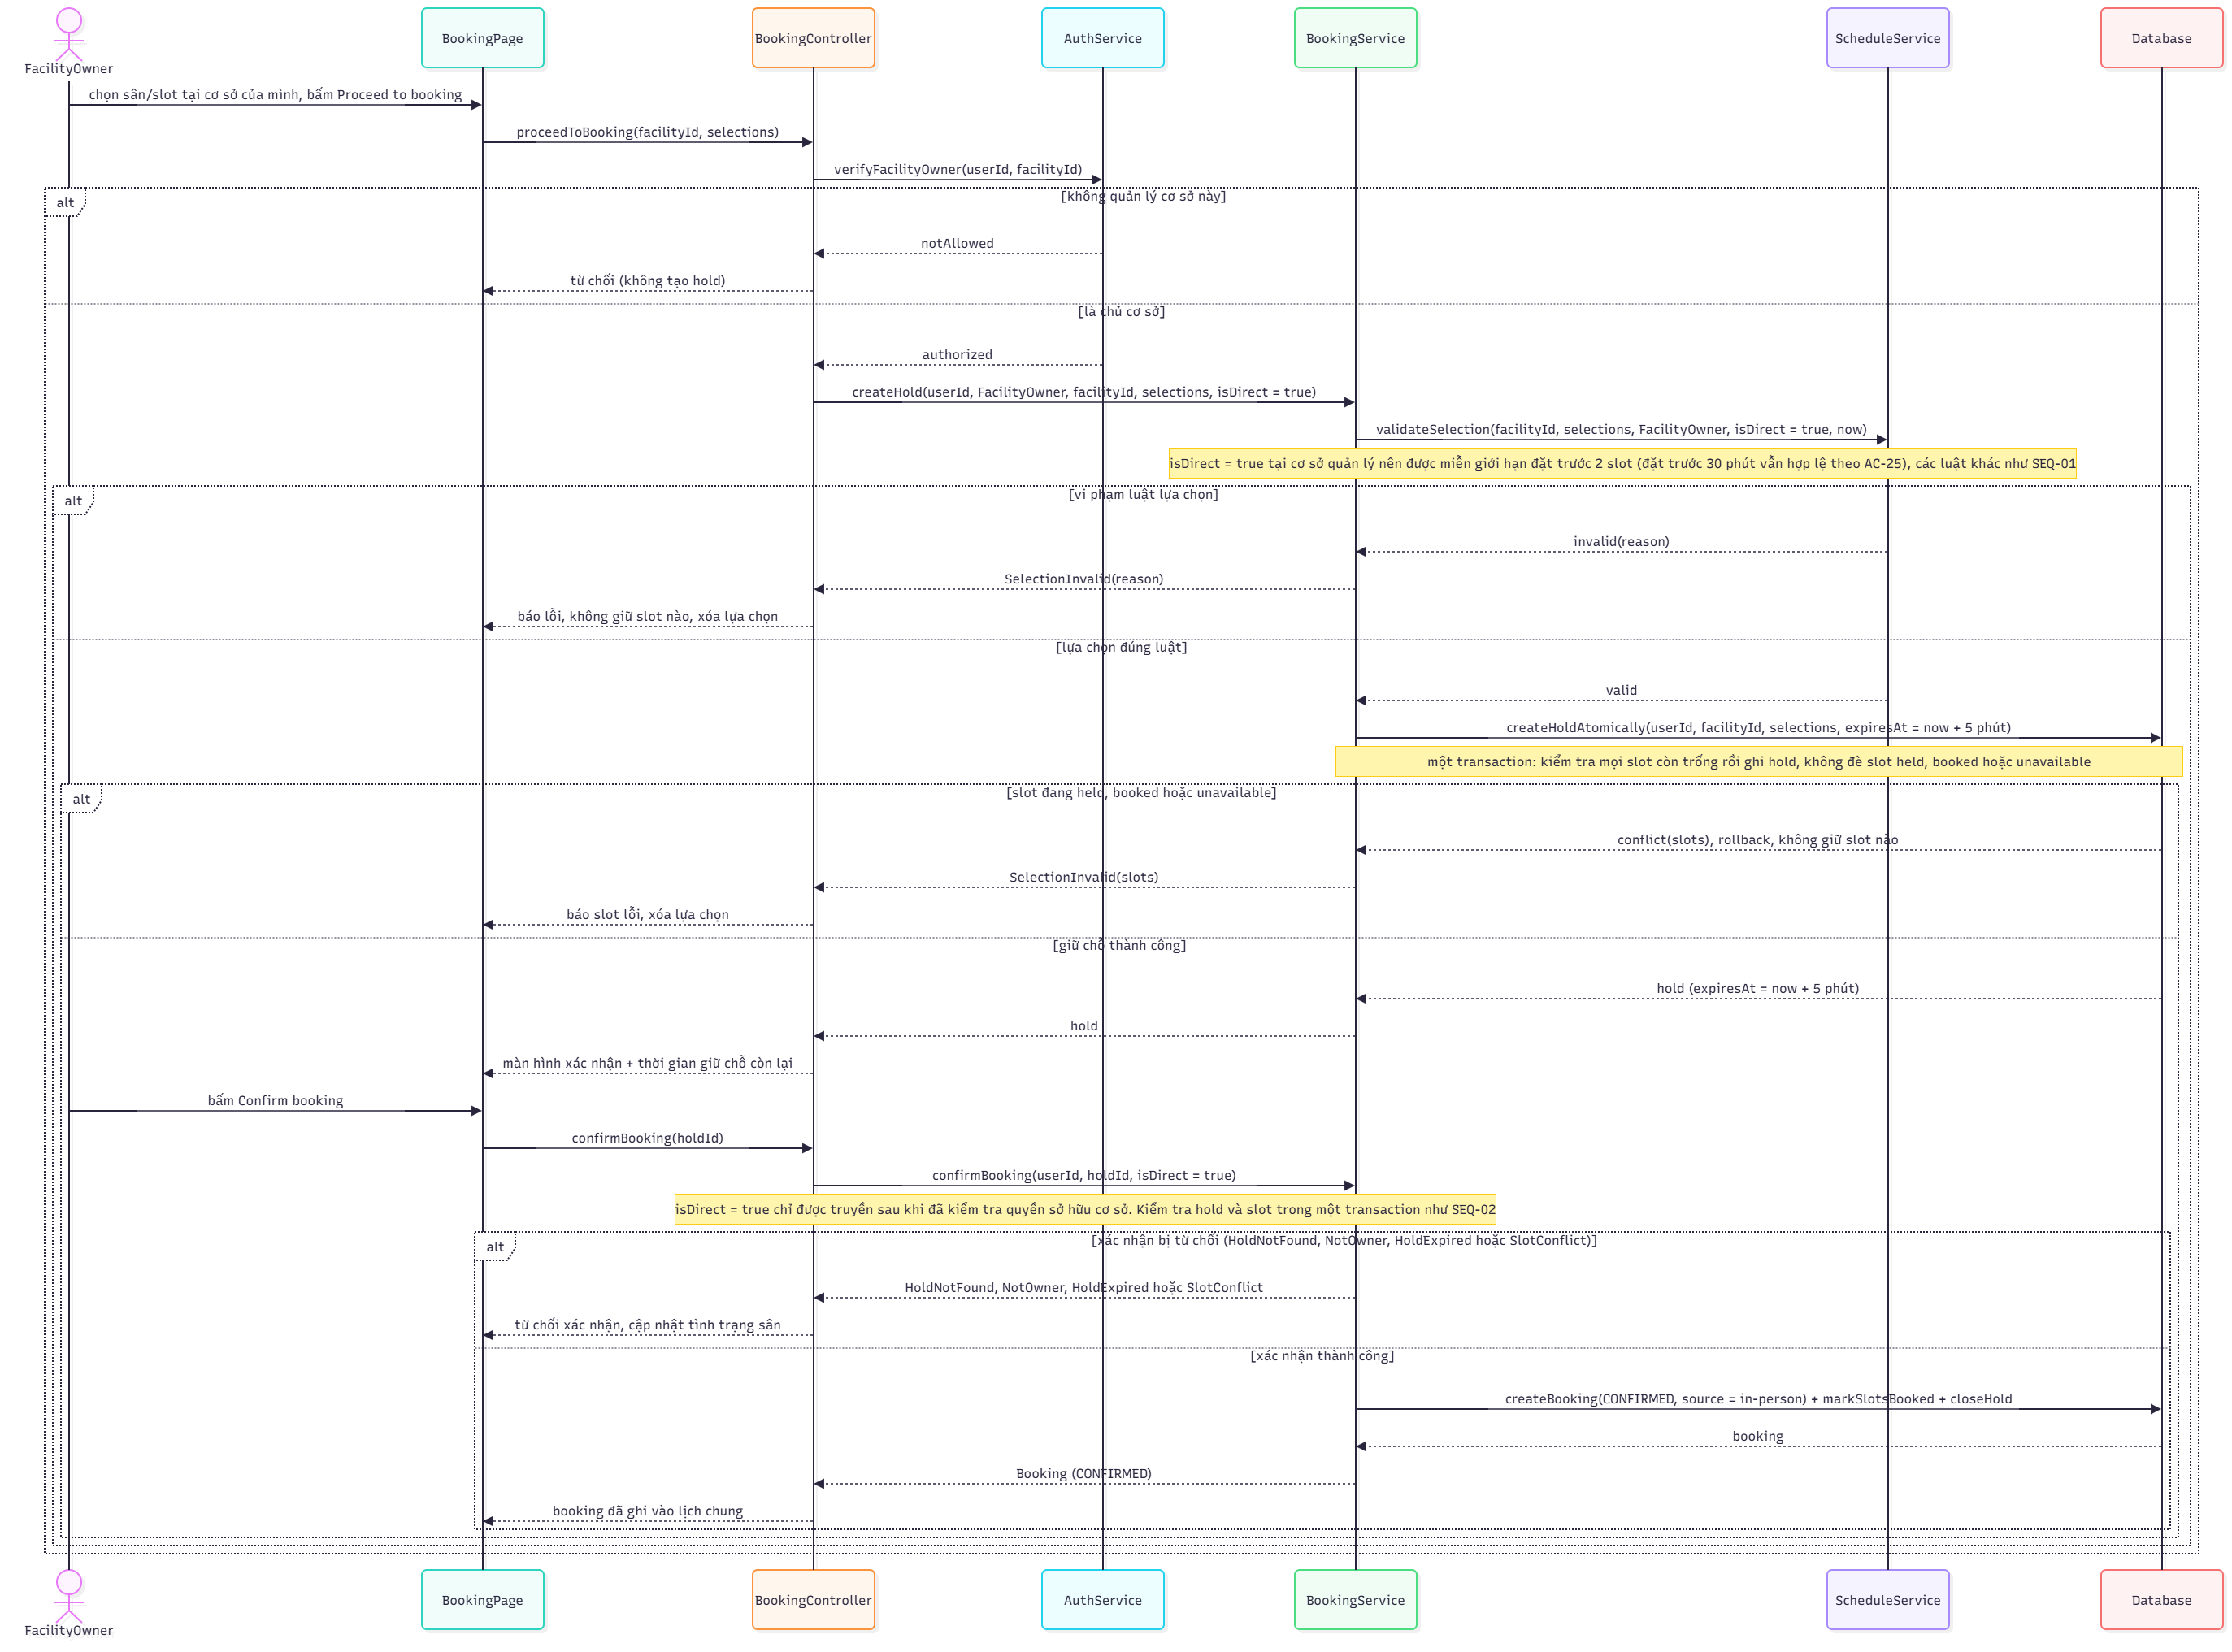 FacilityOwner
BookingPage
BookingController
AuthService
BookingService
ScheduleService
Database
chọn sân/slot tại cơ sở của mình, bấm Proceed to booking
proceedToBooking(facilityId, selections)
verifyFacilityOwner(userId, facilityId)
alt
[không quản lý cơ sở này]
notAllowed
từ chối (không tạo hold)
[là chủ cơ sở]
authorized
createHold(userId, FacilityOwner, facilityId, selections, isDirect = true)
validateSelection(facilityId, selections, FacilityOwner, isDirect = true, now)
isDirect = true tại cơ sở quản lý nên được miễn giới hạn đặt trước 2 slot (đặt trước 30 phút vẫn hợp lệ theo AC-25), các luật khác như SEQ-01
alt
[vi phạm luật lựa chọn]
invalid(reason)
SelectionInvalid(reason)
báo lỗi, không giữ slot nào, xóa lựa chọn
[lựa chọn đúng luật]
valid
createHoldAtomically(userId, facilityId, selections, expiresAt = now + 5 phút)
một transaction: kiểm tra mọi slot còn trống rồi ghi hold, không đè slot held, booked hoặc unavailable
alt
[slot đang held, booked hoặc unavailable]
conflict(slots), rollback, không giữ slot nào
SelectionInvalid(slots)
báo slot lỗi, xóa lựa chọn
[giữ chỗ thành công]
hold (expiresAt = now + 5 phút)
hold
màn hình xác nhận + thời gian giữ chỗ còn lại
bấm Confirm booking
confirmBooking(holdId)
confirmBooking(userId, holdId, isDirect = true)
isDirect = true chỉ được truyền sau khi đã kiểm tra quyền sở hữu cơ sở. Kiểm tra hold và slot trong một transaction như SEQ-02
alt
[xác nhận bị từ chối (HoldNotFound, NotOwner, HoldExpired hoặc SlotConflict)]
HoldNotFound, NotOwner, HoldExpired hoặc SlotConflict
từ chối xác nhận, cập nhật tình trạng sân
[xác nhận thành công]
createBooking(CONFIRMED, source = in-person) + markSlotsBooked + closeHold
booking
Booking (CONFIRMED)
booking đã ghi vào lịch chung
FacilityOwner
BookingPage
BookingController
AuthService
BookingService
ScheduleService
Database